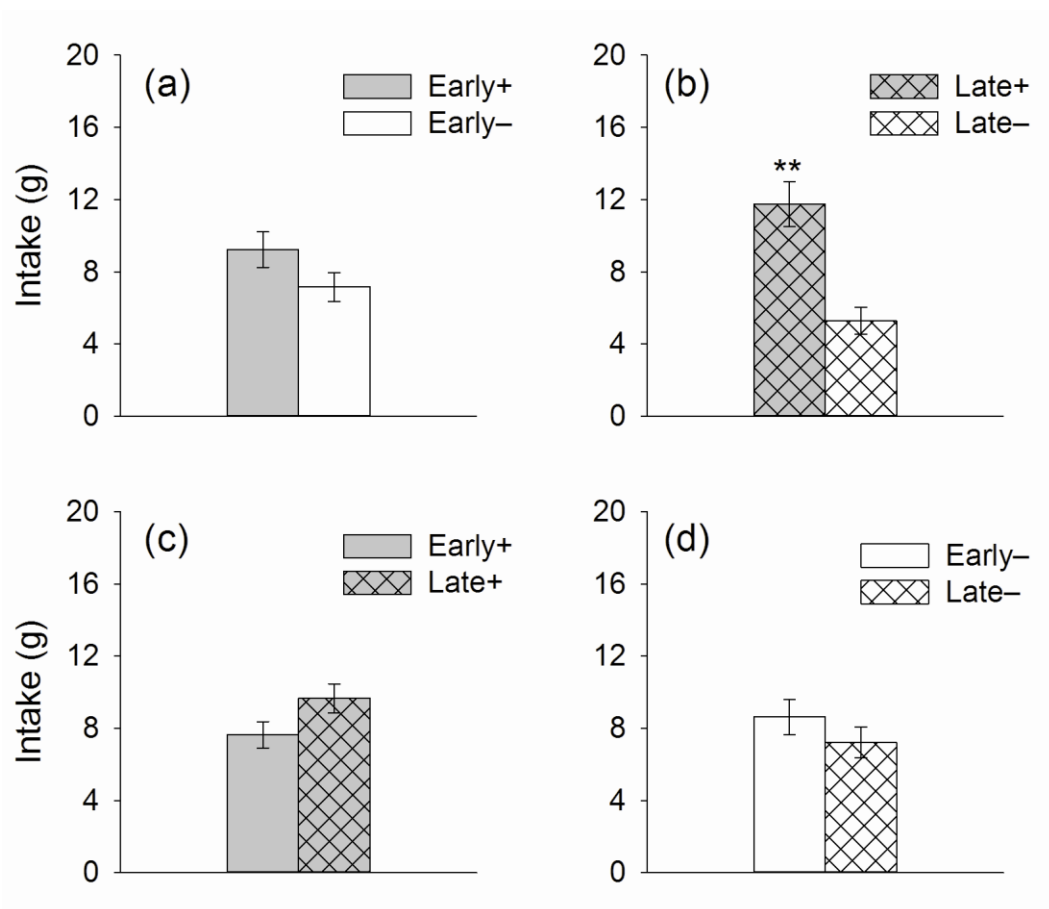 20
16
12
8
4
0
Intake (g)
(a)
Early+
Early–
20
16
12
8
4
0
(b)
Late+
Late–
**
20
16
12
8
4
0
Intake (g)
(c)
Early+
Late+
20
16
12
8
4
0
(d)
Early–
Late–